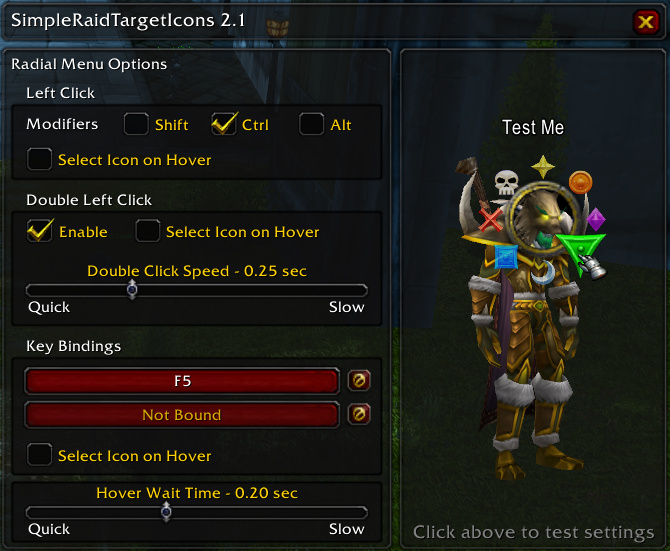 SimpleRaidTargetIcons 2.1
Radial Menu Options
Left Click
Modifiers Shift Ctrl Alt
Select Icon on Hover
Double Left Click
Enable Select Icon on Hover
Double Click Speed - 0.25 sec
Quick Slow
Key Bindings
F5
Not Bound
Select Icon on Hover
Hover Wait Time - 0.20 sec
Quick Slow
Test Me
Click above to test settings